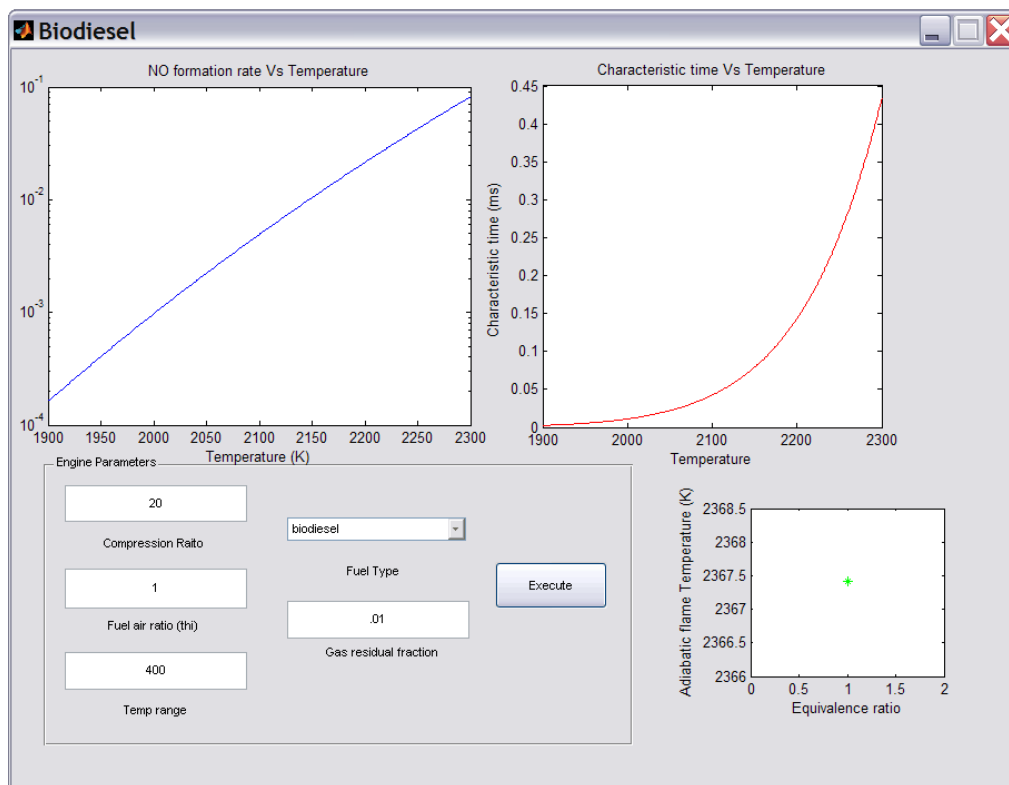 Biodiesel
NO formation rate Vs Temperature
10^-1
10^-2
10^-3
10^-4
1900 1950 2000 2050 2100 2150 2200 2250 2300
Temperature (K)
Characteristic time Vs Temperature
Characteristic time (ms)
0.45
0.4
0.35
0.3
0.25
0.2
0.15
0.1
0.05
0
1900 2000 2100 2200 2300
Temperature
Engine Parameters
20
Compression Raito
1
Fuel air ratio (thi)
400
Temp range
biodiesel
Fuel Type
.01
Gas residual fraction
Execute
Adiabatic flame Temperature (K)
2368.5
2368
2367.5
2367
2366.5
2366
0 0.5 1 1.5 2
Equivalence ratio